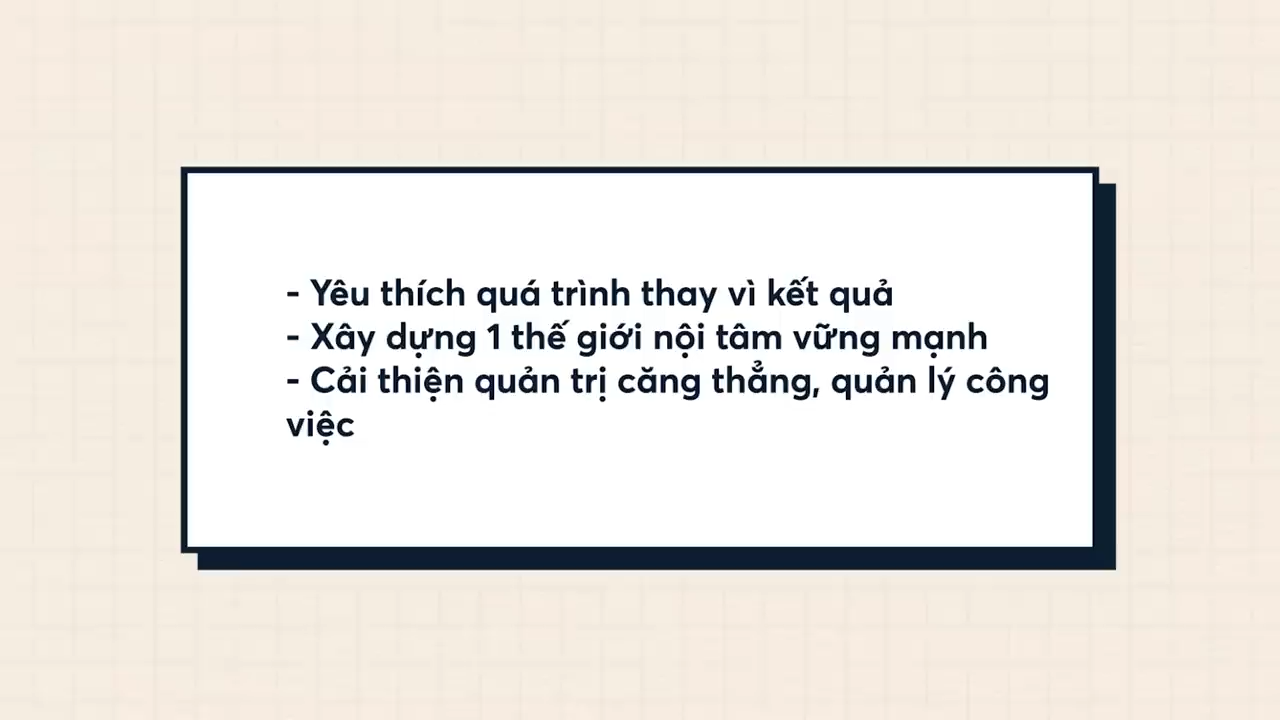 - Yêu thích quá trình thay vì kết quả
- Xây dựng 1 thế giới nội tâm vững mạnh
- Cải thiện quản trị căng thẳng, quản lý công
việc